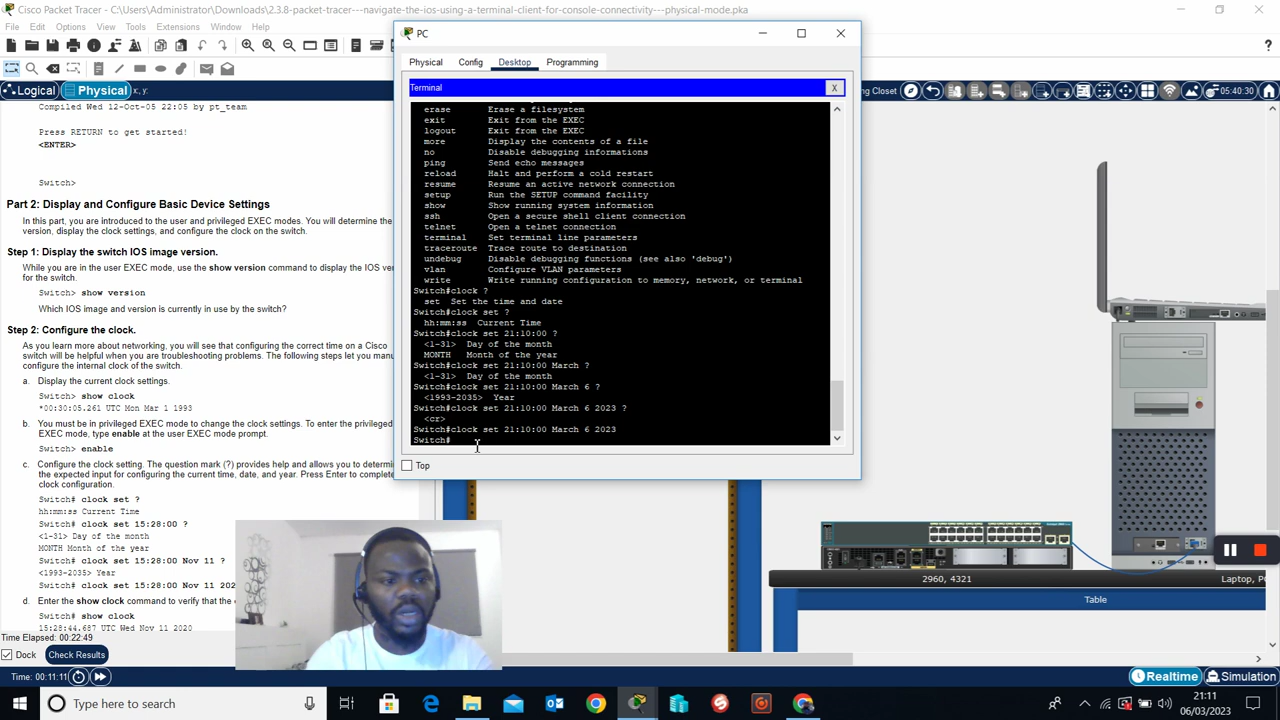 Cisco Packet Tracer - C:\Users\Administrator\Downloads\2.3.8-packet-tracer---navigate-the-ios-using-a-terminal-client-for-console-connectivity---physical-mode.pka
File Edit Options View Tools Extensions Window Help
Logical Physical x, y:
ng Closet
05:40:30
Compiled Wed 12-Oct-05 22:05 by pt_team
Press RETURN to get started!
<ENTER>
Switch>
Part 2: Display and Configure Basic Device Settings
In this part, you are introduced to the user and privileged EXEC modes. You will determine the
version, display the clock settings, and configure the clock on the switch.
Step 1: Display the switch IOS image version.
While you are in the user EXEC mode, use the show version command to display the IOS ver
for the switch.
Switch> show version
Which IOS image and version is currently in use by the switch?
Step 2: Configure the clock.
As you learn more about networking, you will see that configuring the correct time on a Cisco
switch will be helpful when you are troubleshooting problems. The following steps let you manu
configure the internal clock of the switch.
a. Display the current clock settings.
Switch> show clock
*00:30:05.261 UTC Mon Mar 1 1993
b. You must be in privileged EXEC mode to change the clock settings. To enter the privileged
EXEC mode, type enable at the user EXEC mode prompt.
Switch> enable
c. Configure the clock setting. The question mark (?) provides help and allows you to determi
the expected input for configuring the current time, date, and year. Press Enter to complete
clock configuration.
Switch# clock set ?
hh:mm:ss Current Time
Switch# clock set 15:28:00 ?
<1-31> Day of the month
MONTH Month of the year
Switch# clock set 15:28:00 Nov 11 ?
<1993-2035> Year
Switch# clock set 15:28:00 Nov 11 202
d. Enter the show clock command to verify that the
Switch# show clock
15:28:44.687 UTC Wed Nov 11 2020
Time Elapsed: 00:22:49
Dock Check Results
Time: 00:11:11
PC
Physical Config Desktop Programming
Terminal X
erase Erase a filesystem
exit Exit from the EXEC
logout Exit from the EXEC
more Display the contents of a file
no Disable debugging informations
ping Send echo messages
reload Halt and perform a cold restart
resume Resume an active network connection
setup Run the SETUP command facility
show Show running system information
ssh Open a secure shell client connection
telnet Open a telnet connection
terminal Set terminal line parameters
traceroute Trace route to destination
undebug Disable debugging functions (see also 'debug')
vlan Configure VLAN parameters
write Write running configuration to memory, network, or terminal
Switch#clock ?
set Set the time and date
Switch#clock set ?
hh:mm:ss Current Time
Switch#clock set 21:10:00 ?
<1-31> Day of the month
MONTH Month of the year
Switch#clock set 21:10:00 March ?
<1-31> Day of the month
Switch#clock set 21:10:00 March 6 ?
<1993-2035> Year
Switch#clock set 21:10:00 March 6 2023 ?
<cr>
Switch#clock set 21:10:00 March 6 2023
Switch#
Top
2960, 4321
Laptop, PC
Table
Realtime Simulation
Type here to search
21:11
06/03/2023